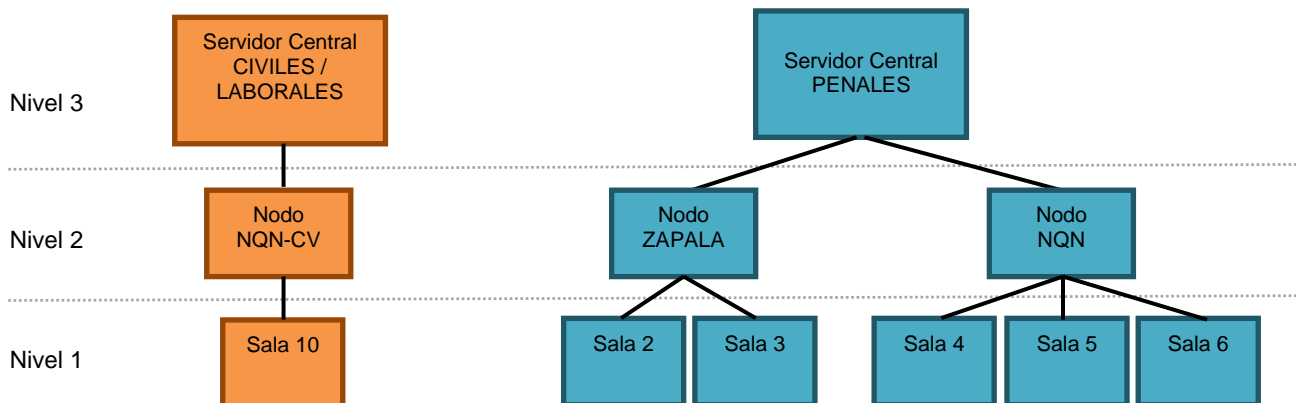 Nivel 3
Servidor Central
CIVILES /
LABORALES
Servidor Central
PENALES
Nivel 2
Nodo
NQN-CV
Nodo
ZAPALA
Nodo
NQN
Nivel 1
Sala 10
Sala 2
Sala 3
Sala 4
Sala 5
Sala 6